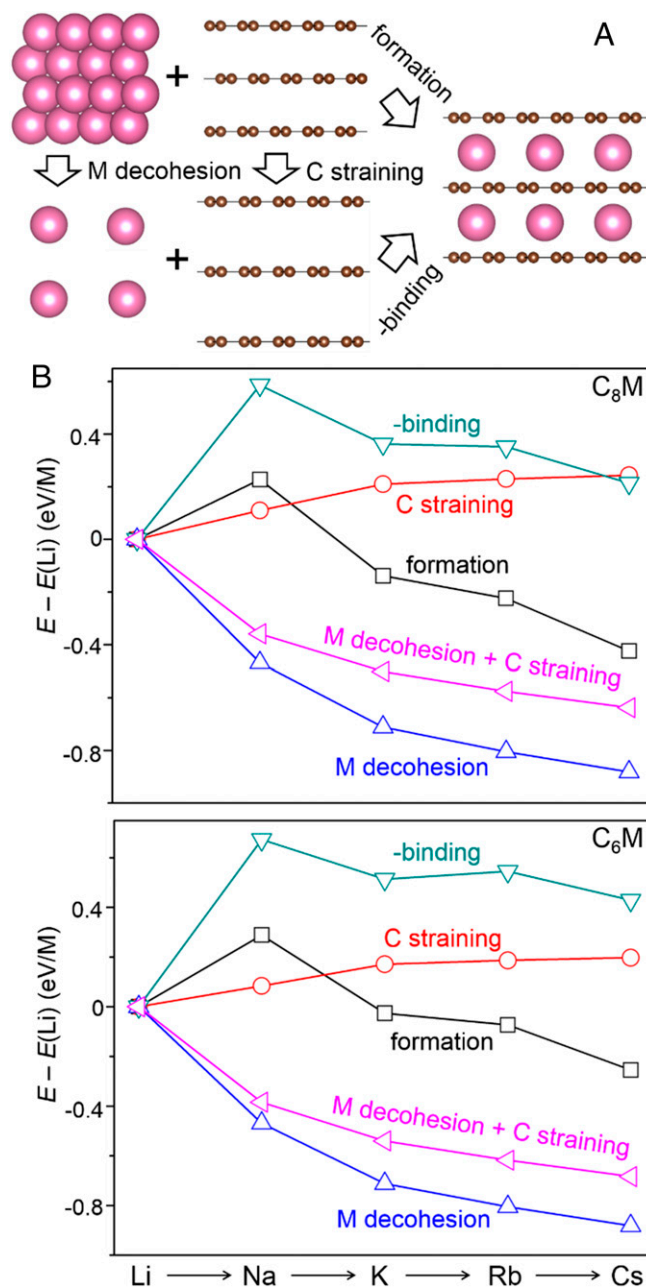 A
+
formation
M decohesion
C straining
+
-binding
B
C₈M
E – E(Li) (eV/M)
0.4
0
-0.4
-0.8
-binding
C straining
formation
M decohesion + C straining
M decohesion
C₆M
E – E(Li) (eV/M)
0.4
0
-0.4
-0.8
-binding
C straining
formation
M decohesion + C straining
M decohesion
Li → Na → K → Rb → Cs